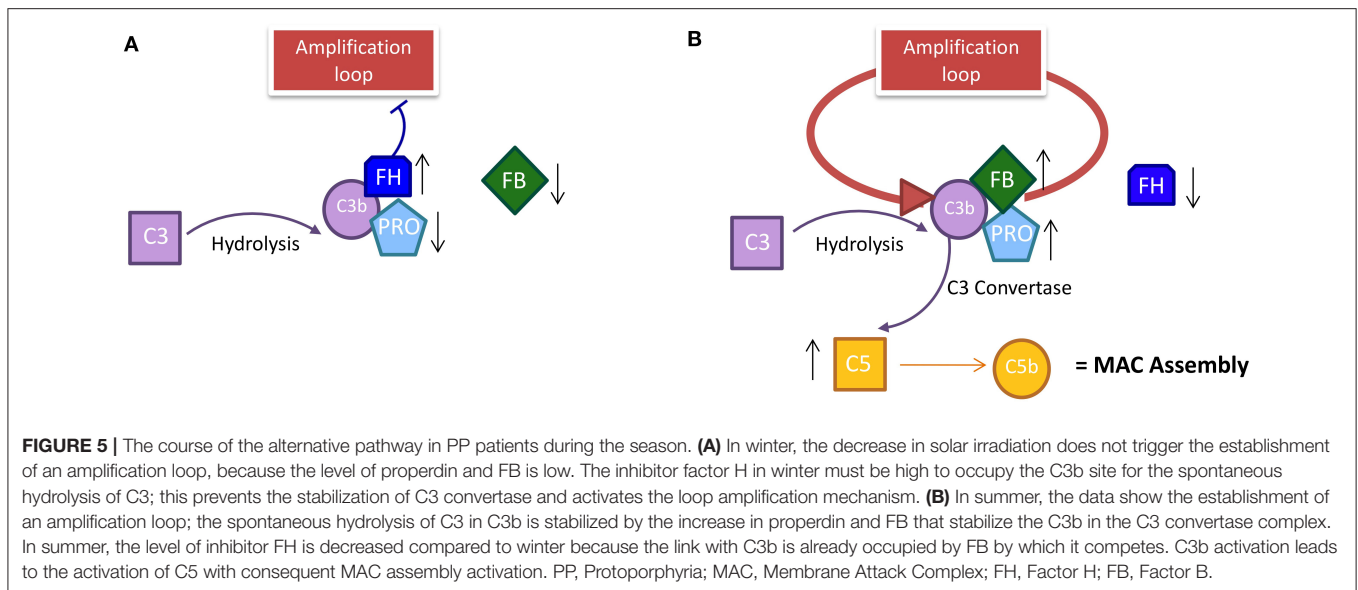 A
Amplification
loop
FH
FB
C3b
PRO
C3
Hydrolysis
B
Amplification
loop
FB
FH
C3b
PRO
C3
Hydrolysis
C3 Convertase
C5
C5b
= MAC Assembly
FIGURE 5 | The course of the alternative pathway in PP patients during the season. (A) In winter, the decrease in solar irradiation does not trigger the establishment
of an amplification loop, because the level of properdin and FB is low. The inhibitor factor H in winter must be high to occupy the C3b site for the spontaneous
hydrolysis of C3; this prevents the stabilization of C3 convertase and activates the loop amplification mechanism. (B) In summer, the data show the establishment of
an amplification loop; the spontaneous hydrolysis of C3 in C3b is stabilized by the increase in properdin and FB that stabilize the C3b in the C3 convertase complex.
In summer, the level of inhibitor FH is decreased compared to winter because the link with C3b is already occupied by FB by which it competes. C3b activation leads
to the activation of C5 with consequent MAC assembly activation. PP, Protoporphyria; MAC, Membrane Attack Complex; FH, Factor H; FB, Factor B.